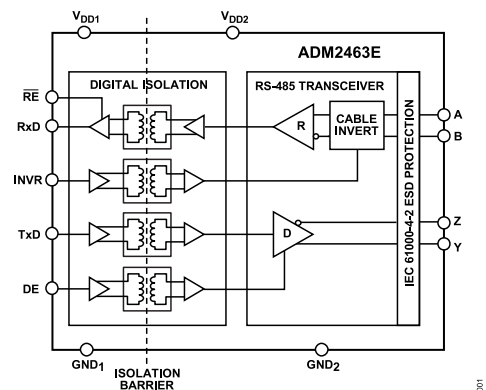 VDD1
VDD2
ADM2463E
DIGITAL ISOLATION
RS-485 TRANSCEIVER
RE
RxD
R
CABLE
INVERT
A
B
INVR
TxD
D
Z
Y
DE
IEC 61000-4-2 ESD PROTECTION
GND1
GND2
ISOLATION
BARRIER
001